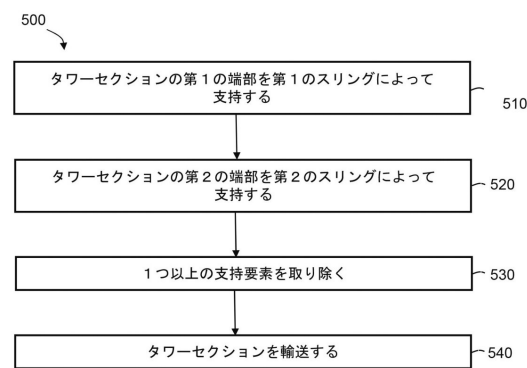 500
タワーセクションの第１の端部を第１のスリングによって
支持する
510
タワーセクションの第２の端部を第２のスリングによって
支持する
520
１つ以上の支持要素を取り除く
530
タワーセクションを輸送する
540